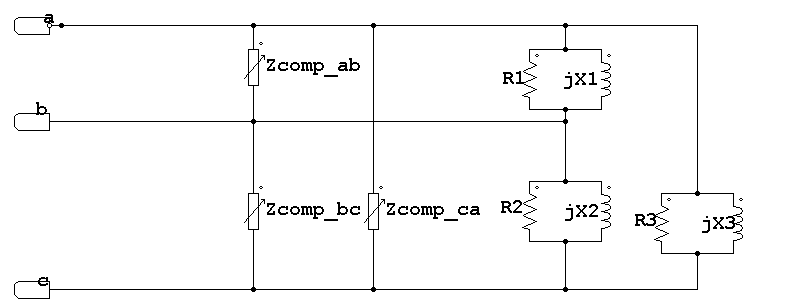 a
Zcomp_ab
R1
jX1
b
Zcomp_bc
Zcomp_ca
R2
jX2
R3
jX3
c